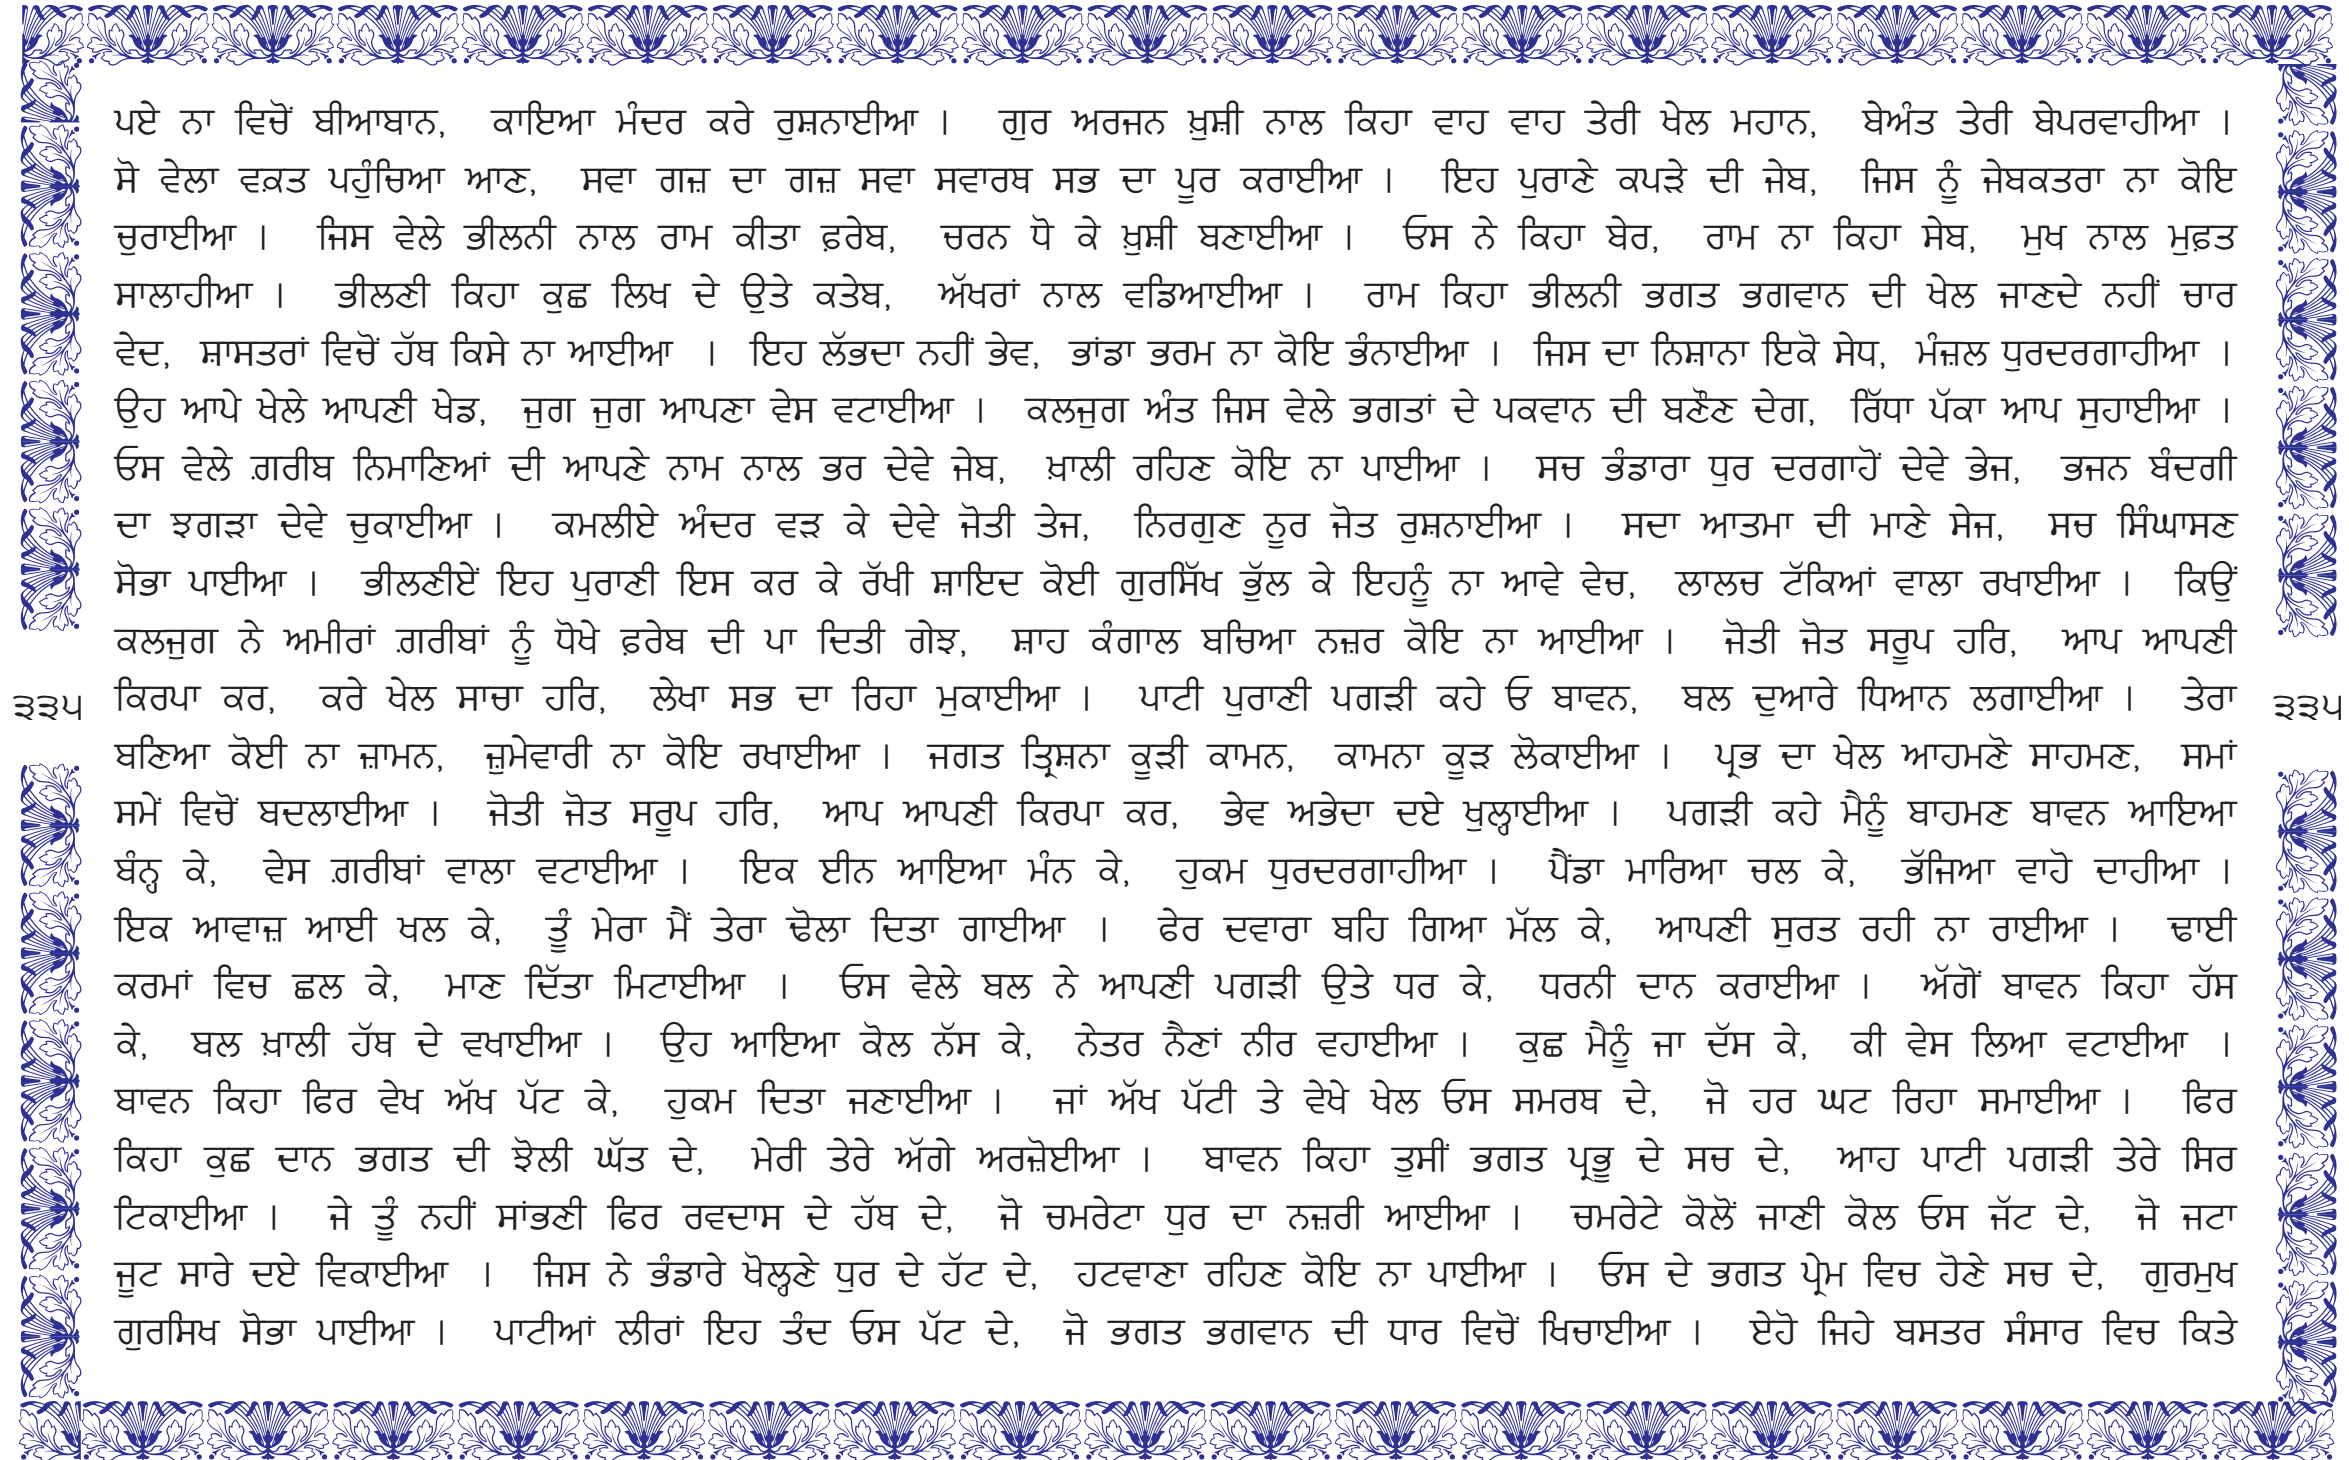 ਪਏ ਨਾ ਵਿਚੋਂ ਬੀਆਬਾਨ, ਕਾਇਆ ਮੰਦਰ ਕਰੇ ਰੁਸ਼ਨਾਈਆ । ਗੁਰ ਅਰਜਨ ਖ਼ੁਸ਼ੀ ਨਾਲ ਕਿਹਾ ਵਾਹ ਵਾਹ ਤੇਰੀ ਖੇਲ ਮਹਾਨ, ਬੇਅੰਤ ਤੇਰੀ ਬੇਪਰਵਾਹੀਆ ।
ਸੋ ਵੇਲਾ ਵਕ਼ਤ ਪਹੁੰਚਿਆ ਆਣ, ਸਵਾ ਗਜ਼ ਦਾ ਗਜ਼ ਸਵਾ ਸਵਾਰਥ ਸਭ ਦਾ ਪੂਰ ਕਰਾਈਆ । ਇਹ ਪੁਰਾਣੇ ਕਪੜੇ ਦੀ ਜੇਬ, ਜਿਸ ਨੂੰ ਜੇਬਕਤਰਾ ਨਾ ਕੋਇ
ਚੁਰਾਈਆ । ਜਿਸ ਵੇਲੇ ਭੀਲਨੀ ਨਾਲ ਰਾਮ ਕੀਤਾ ਫ਼ਰੇਬ, ਚਰਨ ਧੋ ਕੇ ਖ਼ੁਸ਼ੀ ਬਣਾਈਆ । ਓਸ ਨੇ ਕਿਹਾ ਬੇਰ, ਰਾਮ ਨਾ ਕਿਹਾ ਸੇਬ, ਮੁਖ ਨਾਲ ਮੁਫ਼ਤ
ਸਾਲਾਹੀਆ । ਭੀਲਣੀ ਕਿਹਾ ਕੁਛ ਲਿਖ ਦੇ ਉਤੇ ਕਤੇਬ, ਅੱਖਰਾਂ ਨਾਲ ਵਡਿਆਈਆ । ਰਾਮ ਕਿਹਾ ਭੀਲਨੀ ਭਗਤ ਭਗਵਾਨ ਦੀ ਖੇਲ ਜਾਣਦੇ ਨਹੀਂ ਚਾਰ
ਵੇਦ, ਸ਼ਾਸਤਰਾਂ ਵਿਚੋਂ ਹੱਥ ਕਿਸੇ ਨਾ ਆਈਆ । ਇਹ ਲੱਭਦਾ ਨਹੀਂ ਭੇਵ, ਭਾਂਡਾ ਭਰਮ ਨਾ ਕੋਇ ਭੰਨਾਈਆ । ਜਿਸ ਦਾ ਨਿਸ਼ਾਨਾ ਇਕੋ ਸੇਧ, ਮੰਜ਼ਲ ਧੁਰਦਰਗਾਹੀਆ ।
ਉਹ ਆਪੇ ਖੇਲੇ ਆਪਣੀ ਖੇਡ, ਜੁਗ ਜੁਗ ਆਪਣਾ ਵੇਸ ਵਟਾਈਆ । ਕਲਜੁਗ ਅੰਤ ਜਿਸ ਵੇਲੇ ਭਗਤਾਂ ਦੇ ਪਕਵਾਨ ਦੀ ਬਣੌਣ ਦੇਗ, ਰਿੱਧਾ ਪੱਕਾ ਆਪ ਸੁਹਾਈਆ ।
ਓਸ ਵੇਲੇ ਗ਼ਰੀਬ ਨਿਮਾਣਿਆਂ ਦੀ ਆਪਣੇ ਨਾਮ ਨਾਲ ਭਰ ਦੇਵੇ ਜੇਬ, ਖ਼ਾਲੀ ਰਹਿਣ ਕੋਇ ਨਾ ਪਾਈਆ । ਸਚ ਭੰਡਾਰਾ ਧੁਰ ਦਰਗਾਹੋਂ ਦੇਵੇ ਭੇਜ, ਭਜਨ ਬੰਦਗੀ
ਦਾ ਝਗੜਾ ਦੇਵੇ ਚੁਕਾਈਆ । ਕਮਲੀਏ ਅੰਦਰ ਵੜ ਕੇ ਦੇਵੇ ਜੋਤੀ ਤੇਜ, ਨਿਰਗੁਣ ਨੂਰ ਜੋਤ ਰੁਸ਼ਨਾਈਆ । ਸਦਾ ਆਤਮਾ ਦੀ ਮਾਣੇ ਸੇਜ, ਸਚ ਸਿੰਘਾਸਣ
ਸੋਭਾ ਪਾਈਆ । ਭੀਲਣੀਏਂ ਇਹ ਪੁਰਾਣੀ ਇਸ ਕਰ ਕੇ ਰੱਖੀ ਸ਼ਾਇਦ ਕੋਈ ਗੁਰਸਿੱਖ ਭੁੱਲ ਕੇ ਇਹਨੂੰ ਨਾ ਆਵੇ ਵੇਚ, ਲਾਲਚ ਟੱਕਿਆਂ ਵਾਲਾ ਰਖਾਈਆ । ਕਿਉਂ
ਕਲਜੁਗ ਨੇ ਅਮੀਰਾਂ ਗ਼ਰੀਬਾਂ ਨੂੰ ਧੋਖੇ ਫ਼ਰੇਬ ਦੀ ਪਾ ਦਿਤੀ ਗੇਝ, ਸ਼ਾਹ ਕੰਗਾਲ ਬਚਿਆ ਨਜ਼ਰ ਕੋਇ ਨਾ ਆਈਆ । ਜੋਤੀ ਜੋਤ ਸਰੂਪ ਹਰਿ, ਆਪ ਆਪਣੀ
ਕਿਰਪਾ ਕਰ, ਕਰੇ ਖੇਲ ਸਾਚਾ ਹਰਿ, ਲੇਖਾ ਸਭ ਦਾ ਰਿਹਾ ਮੁਕਾਈਆ । ਪਾਟੀ ਪੁਰਾਣੀ ਪਗੜੀ ਕਹੇ ਓ ਬਾਵਨ, ਬਲ ਦੁਆਰੇ ਧਿਆਨ ਲਗਾਈਆ । ਤੇਰਾ
੩੩੫ ੩੩੫
ਬਣਿਆ ਕੋਈ ਨਾ ਜ਼ਾਮਨ, ਜ਼ੁਮੇਵਾਰੀ ਨਾ ਕੋਇ ਰਖਾਈਆ । ਜਗਤ ਤ੍ਰਿਸ਼ਨਾ ਕੂੜੀ ਕਾਮਨ, ਕਾਮਨਾ ਕੂੜ ਲੋਕਾਈਆ । ਪ੍ਰਭ ਦਾ ਖੇਲ ਆਹਮਣੋ ਸਾਹਮਣ, ਸਮਾਂ
ਸਮੇਂ ਵਿਚੋਂ ਬਦਲਾਈਆ । ਜੋਤੀ ਜੋਤ ਸਰੂਪ ਹਰਿ, ਆਪ ਆਪਣੀ ਕਿਰਪਾ ਕਰ, ਭੇਵ ਅਭੇਦਾ ਦਏ ਖੁਲ੍ਹਾਈਆ । ਪਗੜੀ ਕਹੇ ਮੈਨੂੰ ਬਾਹਮਣ ਬਾਵਨ ਆਇਆ
ਬੰਨ੍ਹ ਕੇ, ਵੇਸ ਗ਼ਰੀਬਾਂ ਵਾਲਾ ਵਟਾਈਆ । ਇਕ ਈਨ ਆਇਆ ਮੰਨ ਕੇ, ਹੁਕਮ ਧੁਰਦਰਗਾਹੀਆ । ਪੈਂਡਾ ਮਾਰਿਆ ਚਲ ਕੇ, ਭੱਜਿਆ ਵਾਹੋ ਦਾਹੀਆ ।
ਇਕ ਆਵਾਜ਼ ਆਈ ਖਲ ਕੇ, ਤੂੰ ਮੇਰਾ ਮੈਂ ਤੇਰਾ ਢੋਲਾ ਦਿਤਾ ਗਾਈਆ । ਫੇਰ ਦਵਾਰਾ ਬਹਿ ਗਿਆ ਮੱਲ ਕੇ, ਆਪਣੀ ਸੁਰਤ ਰਹੀ ਨਾ ਰਾਈਆ । ਢਾਈ
ਕਰਮਾਂ ਵਿਚ ਛਲ ਕੇ, ਮਾਣ ਦਿੱਤਾ ਮਿਟਾਈਆ । ਓਸ ਵੇਲੇ ਬਲ ਨੇ ਆਪਣੀ ਪਗੜੀ ਉਤੇ ਧਰ ਕੇ, ਧਰਨੀ ਦਾਨ ਕਰਾਈਆ । ਅੱਗੋਂ ਬਾਵਨ ਕਿਹਾ ਹੱਸ
ਕੇ, ਬਲ ਖ਼ਾਲੀ ਹੱਥ ਦੇ ਵਖਾਈਆ । ਉਹ ਆਇਆ ਕੋਲ ਨੱਸ ਕੇ, ਨੇਤਰ ਨੈਣਾਂ ਨੀਰ ਵਹਾਈਆ । ਕੁਛ ਮੈਨੂੰ ਜਾ ਦੱਸ ਕੇ, ਕੀ ਵੇਸ ਲਿਆ ਵਟਾਈਆ ।
ਬਾਵਨ ਕਿਹਾ ਫਿਰ ਵੇਖ ਅੱਖ ਪੱਟ ਕੇ, ਹੁਕਮ ਦਿਤਾ ਜਣਾਈਆ । ਜਾਂ ਅੱਖ ਪੱਟੀ ਤੇ ਵੇਖੇ ਖੇਲ ਓਸ ਸਮਰਥ ਦੇ, ਜੋ ਹਰ ਘਟ ਰਿਹਾ ਸਮਾਈਆ । ਫਿਰ
ਕਿਹਾ ਕੁਛ ਦਾਨ ਭਗਤ ਦੀ ਝੋਲੀ ਘੱਤ ਦੇ, ਮੇਰੀ ਤੇਰੇ ਅੱਗੇ ਅਰਜ਼ੋਈਆ । ਬਾਵਨ ਕਿਹਾ ਤੁਸੀਂ ਭਗਤ ਪ੍ਰਭੂ ਦੇ ਸਚ ਦੇ, ਆਹ ਪਾਟੀ ਪਗੜੀ ਤੇਰੇ ਸਿਰ
ਟਿਕਾਈਆ । ਜੇ ਤੂੰ ਨਹੀਂ ਸਾਂਭਣੀ ਫਿਰ ਰਵਦਾਸ ਦੇ ਹੱਥ ਦੇ, ਜੋ ਚਮਰੇਟਾ ਧੁਰ ਦਾ ਨਜ਼ਰੀ ਆਈਆ । ਚਮਰੇਟੇ ਕੋਲੋਂ ਜਾਣੀ ਕੋਲ ਓਸ ਜੱਟ ਦੇ, ਜੋ ਜਟਾ
ਜੂਟ ਸਾਰੇ ਦਏ ਵਿਕਾਈਆ । ਜਿਸ ਨੇ ਭੰਡਾਰੇ ਖੋਲ੍ਹਣੇ ਧੁਰ ਦੇ ਹੱਟ ਦੇ, ਹਟਵਾਣਾ ਰਹਿਣ ਕੋਇ ਨਾ ਪਾਈਆ । ਓਸ ਦੇ ਭਗਤ ਪ੍ਰੇਮ ਵਿਚ ਹੋਣੇ ਸਚ ਦੇ, ਗੁਰਮੁਖ
ਗੁਰਸਿਖ ਸੋਭਾ ਪਾਈਆ । ਪਾਟੀਆਂ ਲੀਰਾਂ ਇਹ ਤੰਦ ਓਸ ਪੱਟ ਦੇ, ਜੋ ਭਗਤ ਭਗਵਾਨ ਦੀ ਧਾਰ ਵਿਚੋਂ ਖਿਚਾਈਆ । ਏਹੋ ਜਿਹੇ ਬਸਤਰ ਸੰਸਾਰ ਵਿਚ ਕਿਤੇ